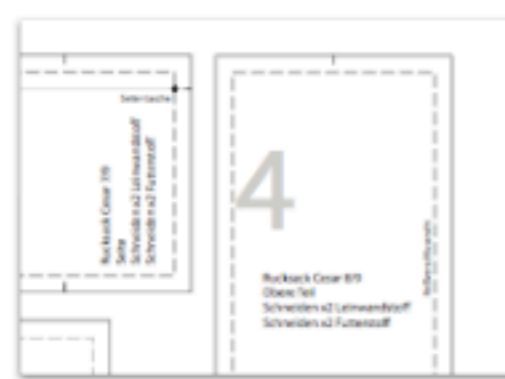 Seitentasche
Rucksack Cesar 7/9
Seite
Schneiden x2 Leinwandstoff
Schneiden x2 Futterstoff
4
Rucksack Cesar 8/9
Obere Teil
Schneiden x2 Leinwandstoff
Schneiden x2 Futterstoff